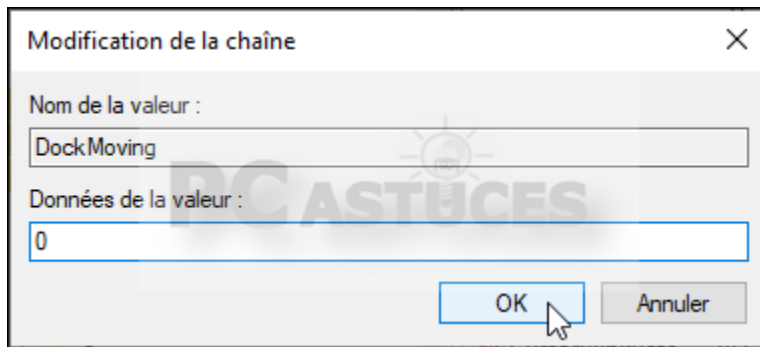 Modification de la chaîne
Nom de la valeur :
DockMoving
Données de la valeur :
0
PC ASTUCES
OK
Annuler